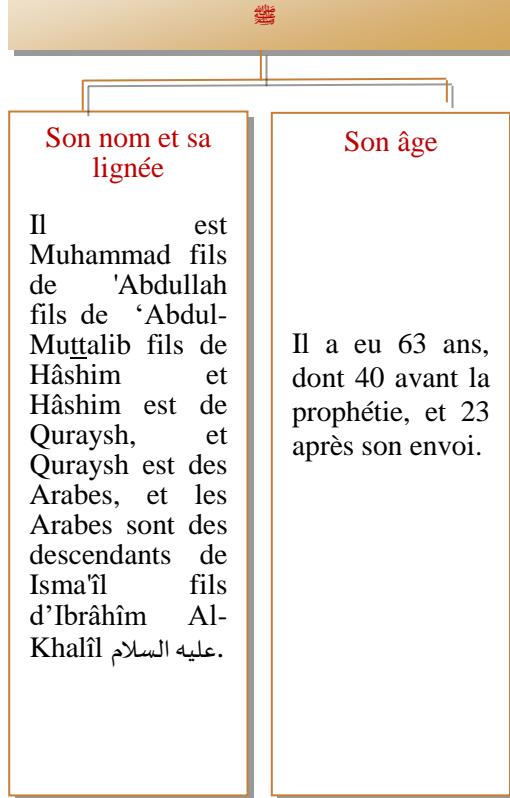 ﷺ
Son nom et sa
lignée
Il est
Muhammad fils
de 'Abdullah
fils de ‘Abdul-
Muttalib fils de
Hâshim et
Hâshim est de
Quraysh, et
Quraysh est des
Arabes, et les
Arabes sont des
descendants de
Isma'îl fils
d’Ibrâhîm Al-
Khalîl عليه السلام.
Son âge
Il a eu 63 ans,
dont 40 avant la
prophétie, et 23
après son envoi.